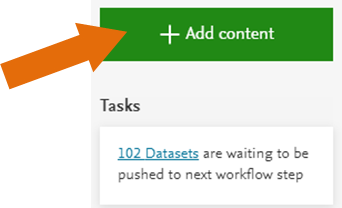 + Add content
Tasks
102 Datasets are waiting to be
pushed to next workflow step